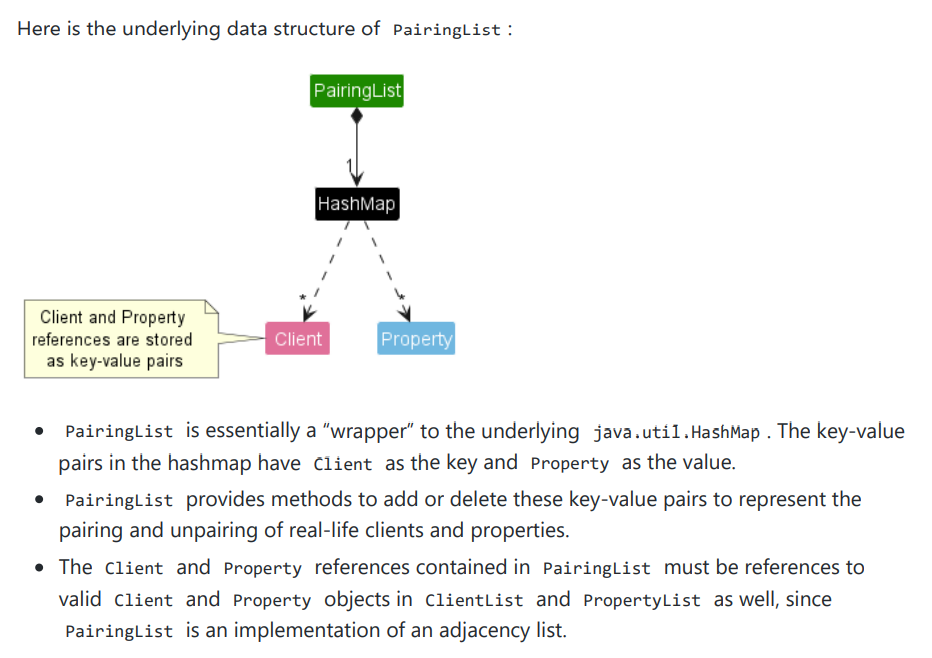 Here is the underlying data structure of PairingList :
PairingList
1
HashMap
* *
Client and Property
references are stored
as key-value pairs
Client Property
• PairingList is essentially a “wrapper” to the underlying java.util.HashMap . The key-value
pairs in the hashmap have Client as the key and Property as the value.
• PairingList provides methods to add or delete these key-value pairs to represent the
pairing and unpairing of real-life clients and properties.
• The Client and Property references contained in PairingList must be references to
valid Client and Property objects in ClientList and PropertyList as well, since
PairingList is an implementation of an adjacency list.